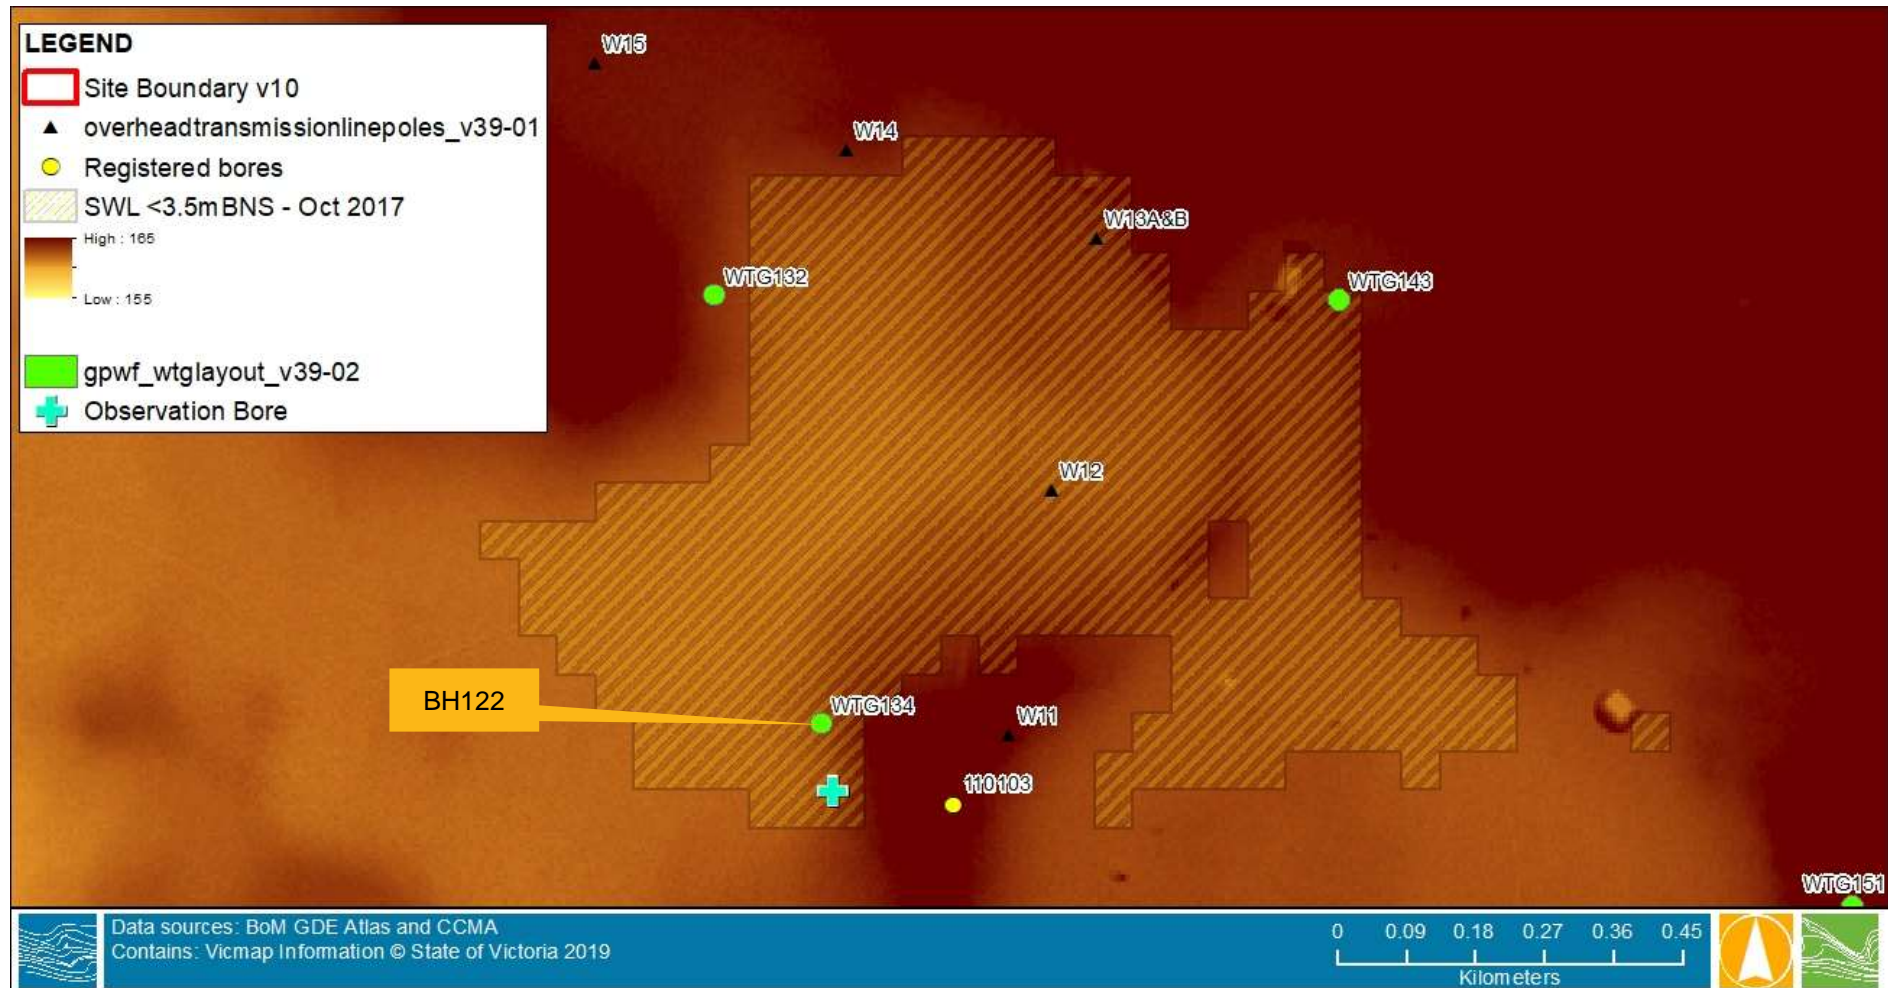 LEGEND
Site Boundary v10
overheadtransmissionlinepoles_v39-01
Registered bores
SWL <3.5mBNS - Oct 2017
High : 165
Low : 155
gpwf_wtglayout_v39-02
Observation Bore
W15
W14
W13A&B
WTG132
WTG143
W12
BH122
WTG134
W11
110103
WTG151
Data sources: BoM GDE Atlas and CCMA
Contains: Vicmap Information © State of Victoria 2019
0 0.09 0.18 0.27 0.36 0.45
Kilometers